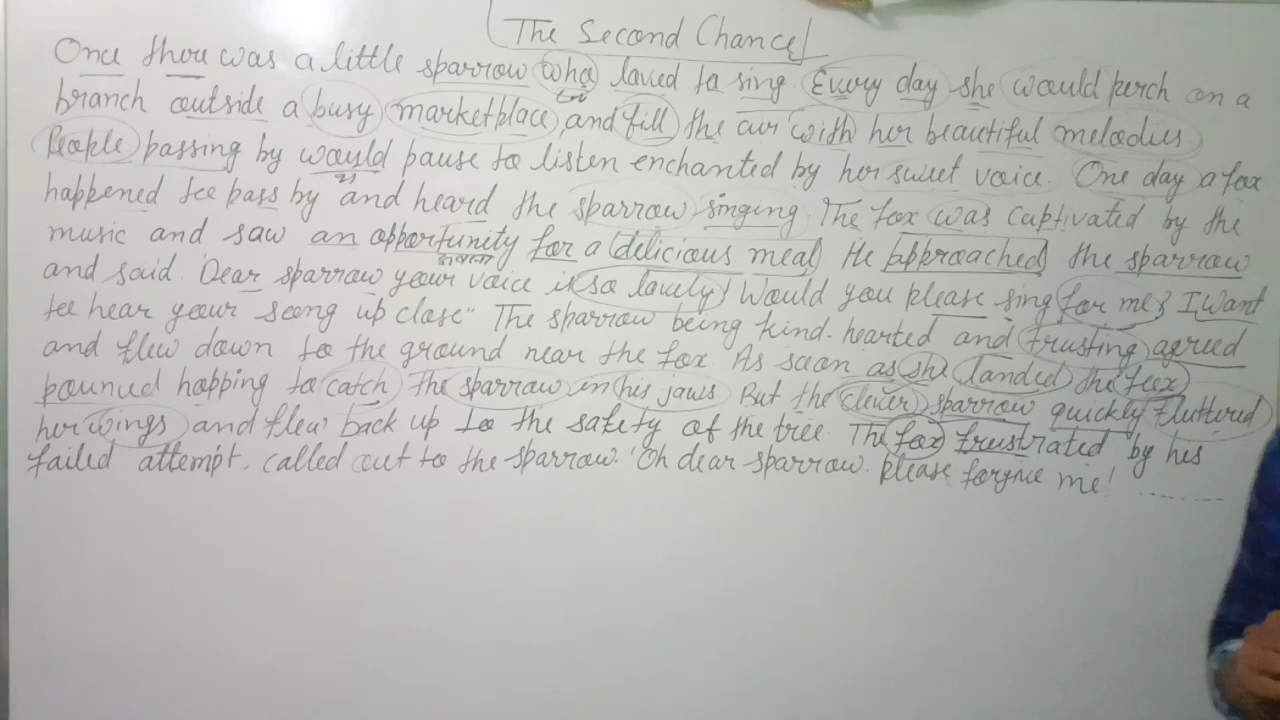 The Second Chance
Once there was a little sparrow who loved to sing Every day she would perch on a
branch outside a busy marketplace, and fill the air with her beautiful melodies
People passing by would pause to listen enchanted by her sweet voice. One day a fox
happened to pass by and heard the sparrow singing. The fox was captivated by the
music and saw an opportunity for a delicious meal He approached the sparrow
and said. "Dear sparrow your voice is so lovely! Would you please sing for me? I want
to hear your song up close" The sparrow being kind-hearted and trusting agreed
and flew down to the ground near the fox. As soon as she landed the fox
pounced hopping to catch the sparrow in his jaws But the clever sparrow quickly fluttered
her wings and flew back up to the safety of the tree. The fox frustrated by his
failed attempt, called out to the sparrow. 'Oh dear sparrow. please forgive me! ..........